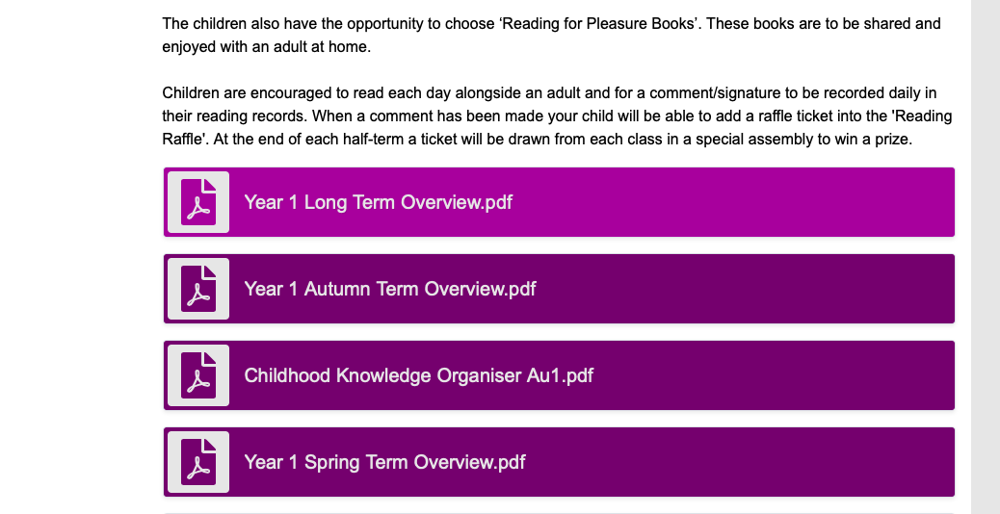 The children also have the opportunity to choose ‘Reading for Pleasure Books’. These books are to be shared and
enjoyed with an adult at home.
Children are encouraged to read each day alongside an adult and for a comment/signature to be recorded daily in
their reading records. When a comment has been made your child will be able to add a raffle ticket into the 'Reading
Raffle'. At the end of each half-term a ticket will be drawn from each class in a special assembly to win a prize.
Year 1 Long Term Overview.pdf
Year 1 Autumn Term Overview.pdf
Childhood Knowledge Organiser Au1.pdf
Year 1 Spring Term Overview.pdf